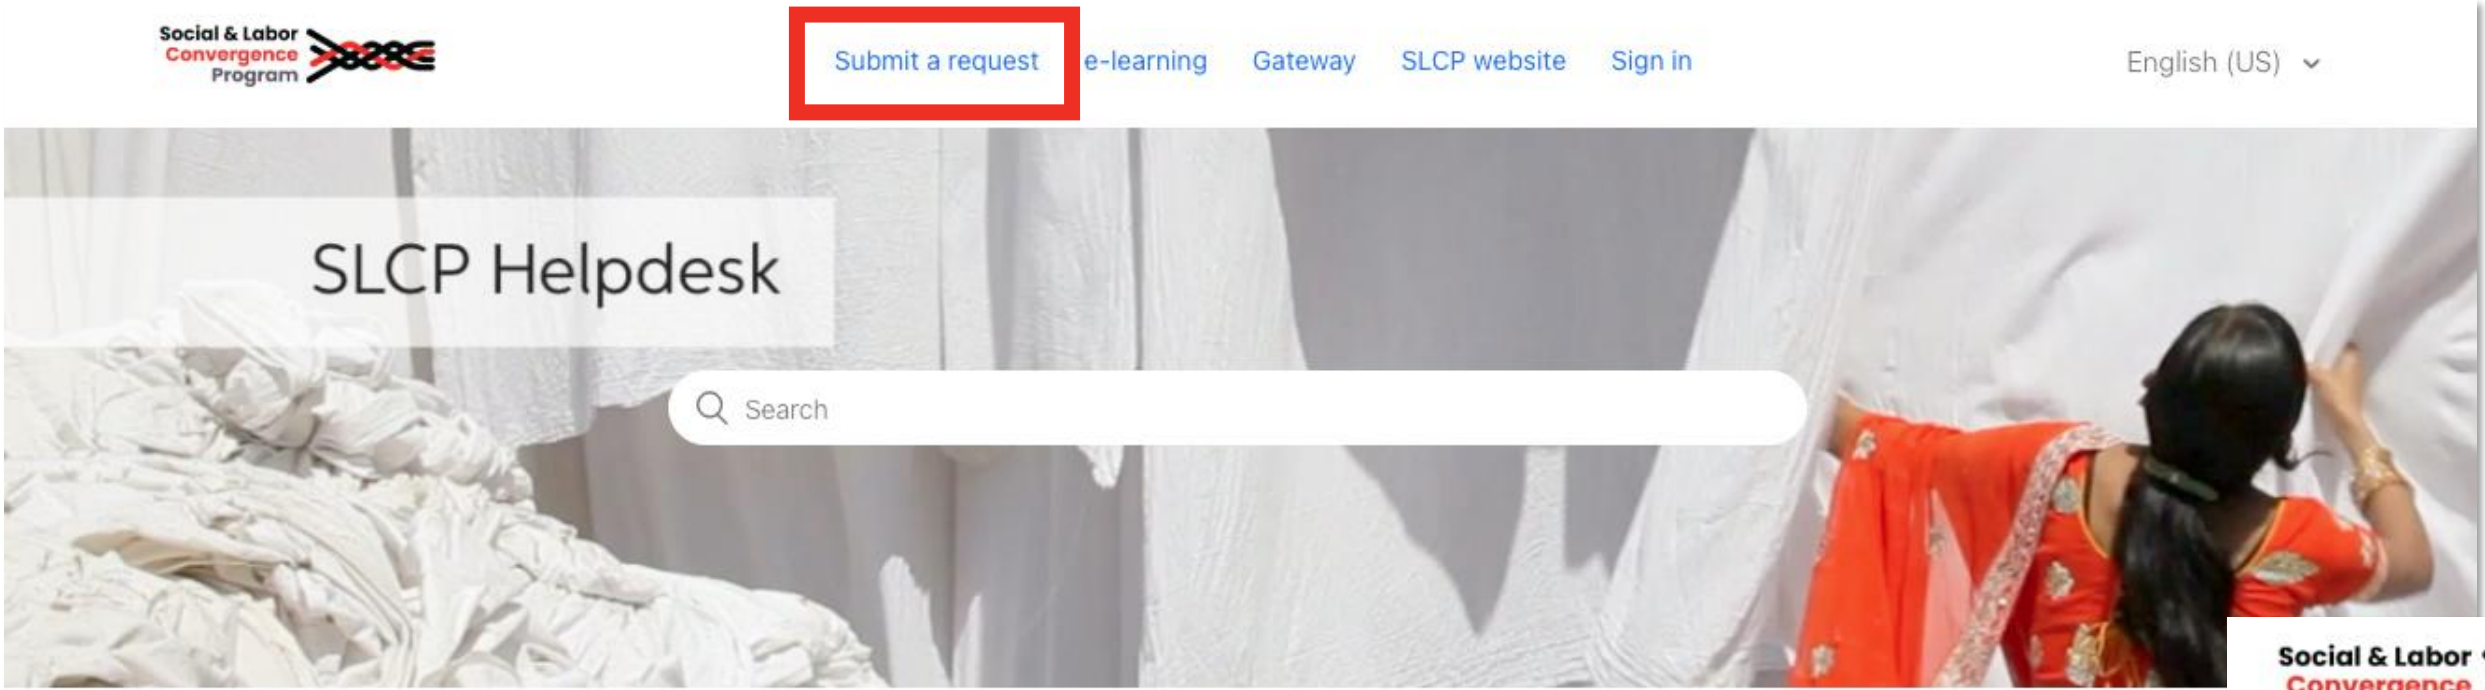 Social & Labor
Convergence
Program
Submit a request e-learning Gateway SLCP website Sign in
English (US)
SLCP Helpdesk
Search
Social & Labor
Convergence